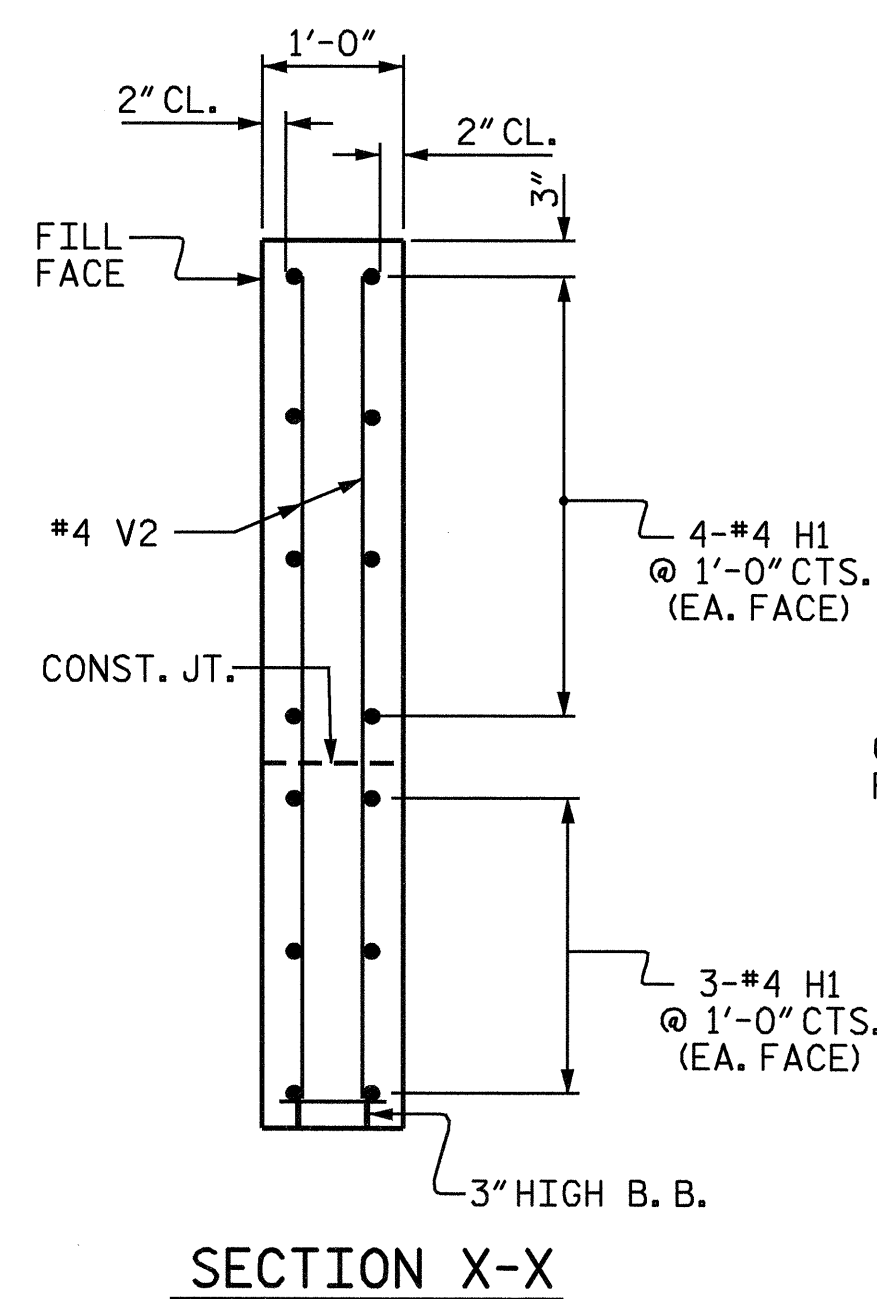 1'-0"
2" CL.
2" CL.
3"
FILL
FACE
#4 V2
4-#4 H1
@ 1'-0" CTS.
(EA. FACE)
CONST. JT.
3-#4 H1
@ 1'-0" CTS.
(EA. FACE)
3" HIGH B. B.
SECTION X-X